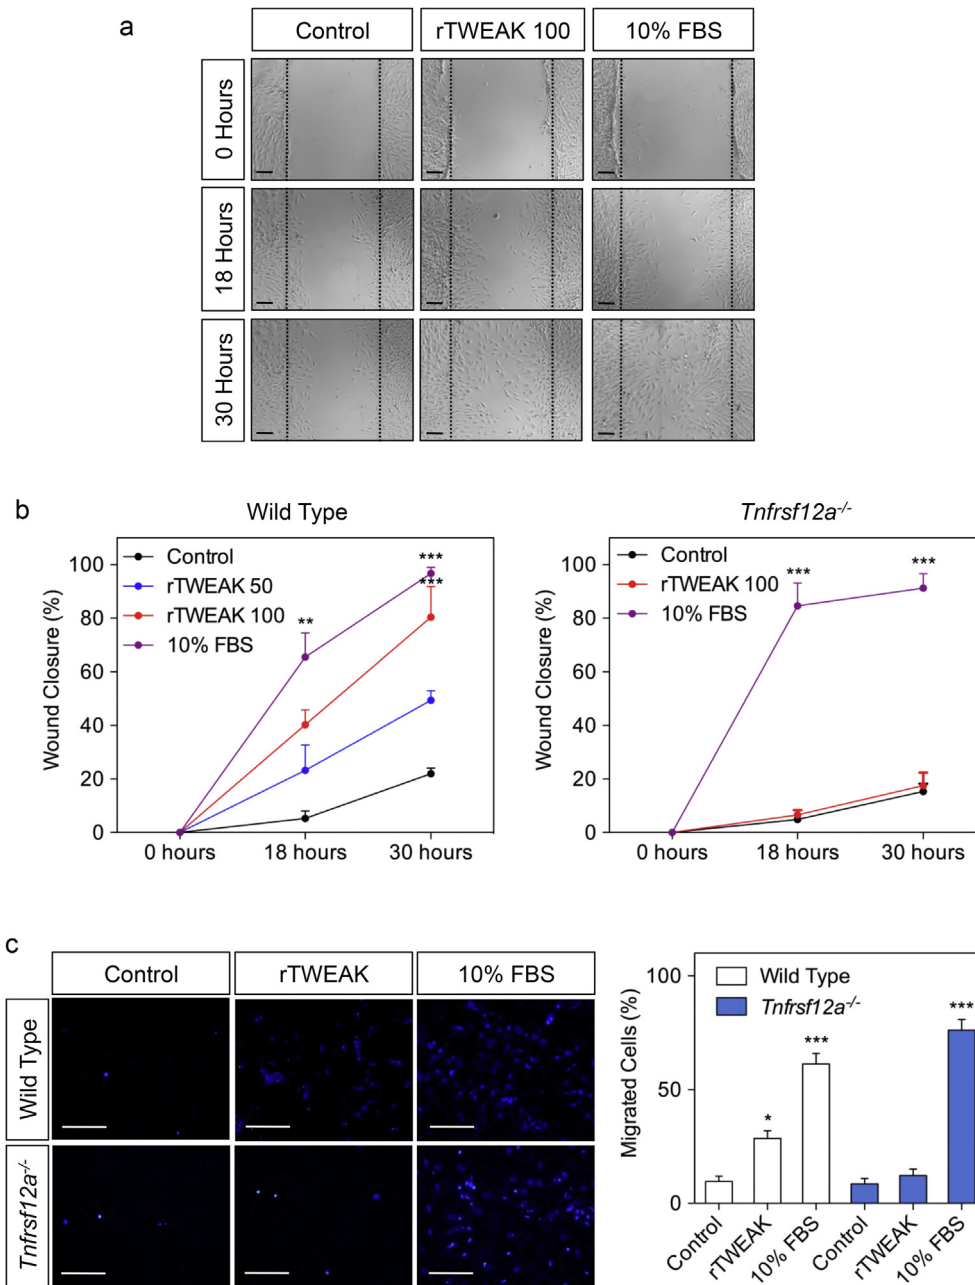 a
Control
rTWEAK 100
10% FBS
0 Hours
18 Hours
30 Hours
b
Wild Type
Wound Closure (%)
100
80
60
40
20
0
Control
rTWEAK 50
rTWEAK 100
10% FBS
**
***
***
0 hours
18 hours
30 hours
Tnfrsf12a-/-
Wound Closure (%)
100
80
60
40
20
0
Control
rTWEAK 100
10% FBS
***
***
0 hours
18 hours
30 hours
c
Control
rTWEAK
10% FBS
Wild Type
Tnfrsf12a-/-
Migrated Cells (%)
100
50
0
Wild Type
Tnfrsf12a-/-
*
***
***
Control
rTWEAK
10% FBS
Control
rTWEAK
10% FBS